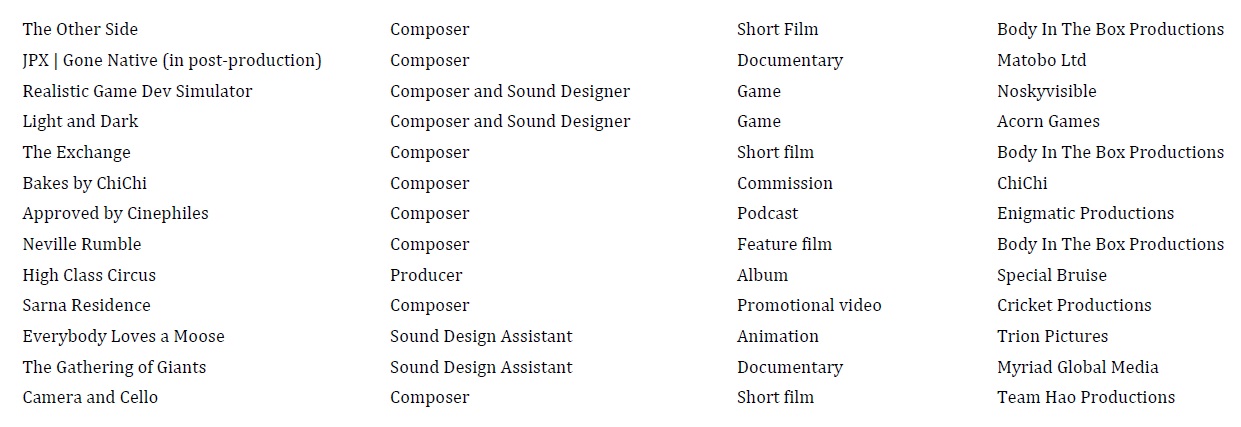 The Other Side Composer Short Film Body In The Box Productions
JPX | Gone Native (in post-production) Composer Documentary Matobo Ltd
Realistic Game Dev Simulator Composer and Sound Designer Game Noskyvisible
Light and Dark Composer and Sound Designer Game Acorn Games
The Exchange Composer Short film Body In The Box Productions
Bakes by ChiChi Composer Commission ChiChi
Approved by Cinephiles Composer Podcast Enigmatic Productions
Neville Rumble Composer Feature film Body In The Box Productions
High Class Circus Producer Album Special Bruise
Sarna Residence Composer Promotional video Cricket Productions
Everybody Loves a Moose Sound Design Assistant Animation Trion Pictures
The Gathering of Giants Sound Design Assistant Documentary Myriad Global Media
Camera and Cello Composer Short film Team Hao Productions